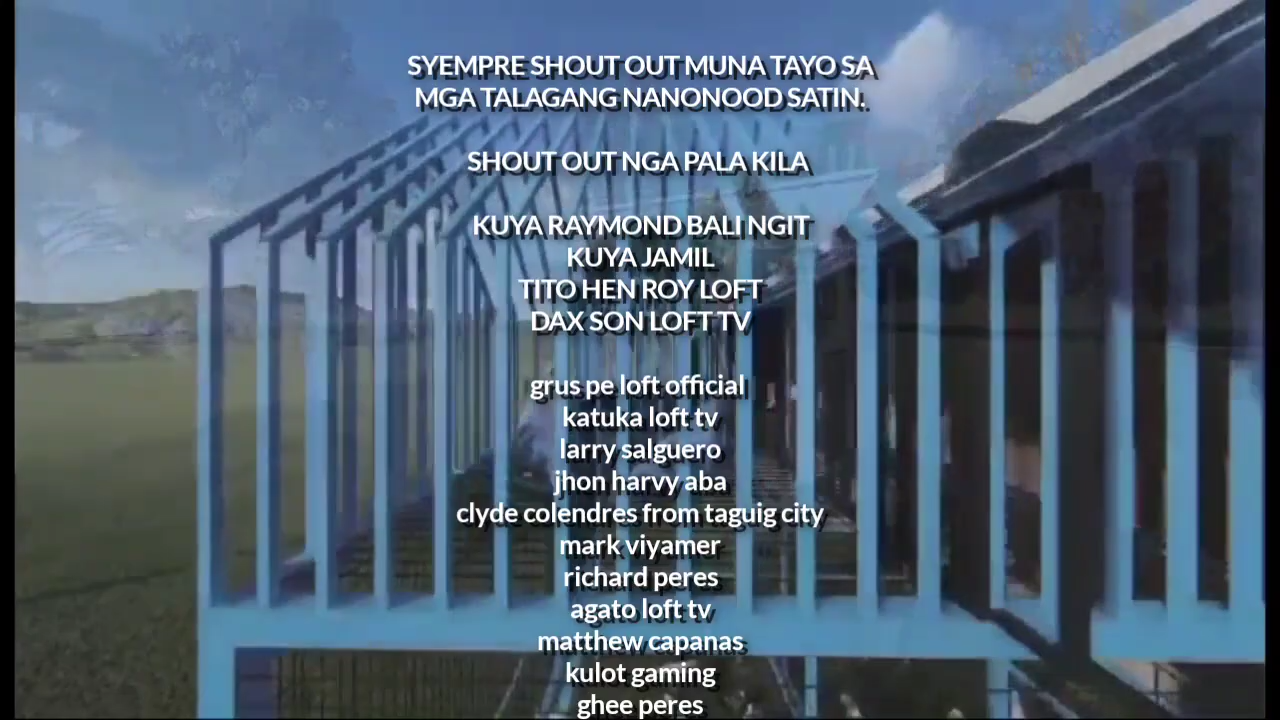 SYEMPRE SHOUT OUT MUNA TAYO SA
MGA TALAGANG NANONOOD SATIN.
SHOUT OUT NGA PALA KILA
KUYA RAYMOND BALI NGIT
KUYA JAMIL
TITO HEN ROY LOFT
DAX SON LOFT TV
grus pe loft official
katuka loft tv
larry salguero
jhon harvy aba
clyde colendres from taguig city
mark viyamer
richard peres
agato loft tv
matthew capanas
kulot gaming
ghee peres